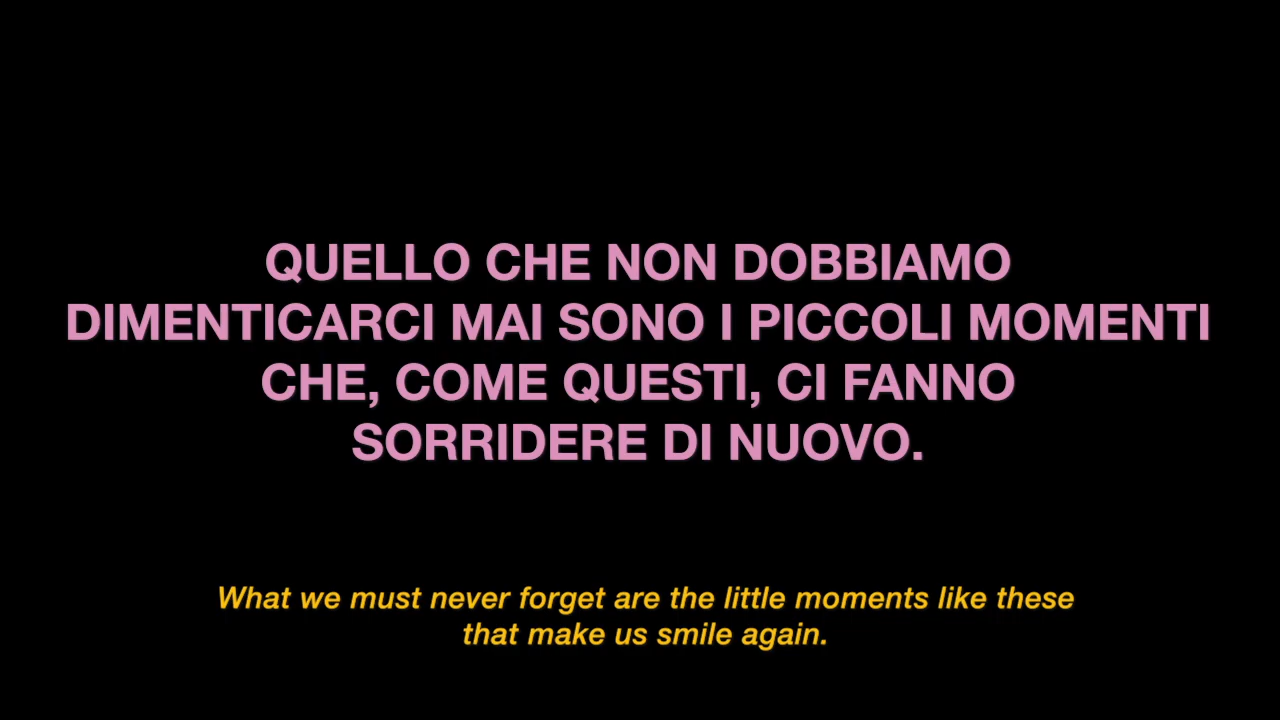 QUELLO CHE NON DOBBIAMO
DIMENTICARCI MAI SONO I PICCOLI MOMENTI
CHE, COME QUESTI, CI FANNO
SORRIDERE DI NUOVO.
What we must never forget are the little moments like these
that make us smile again.